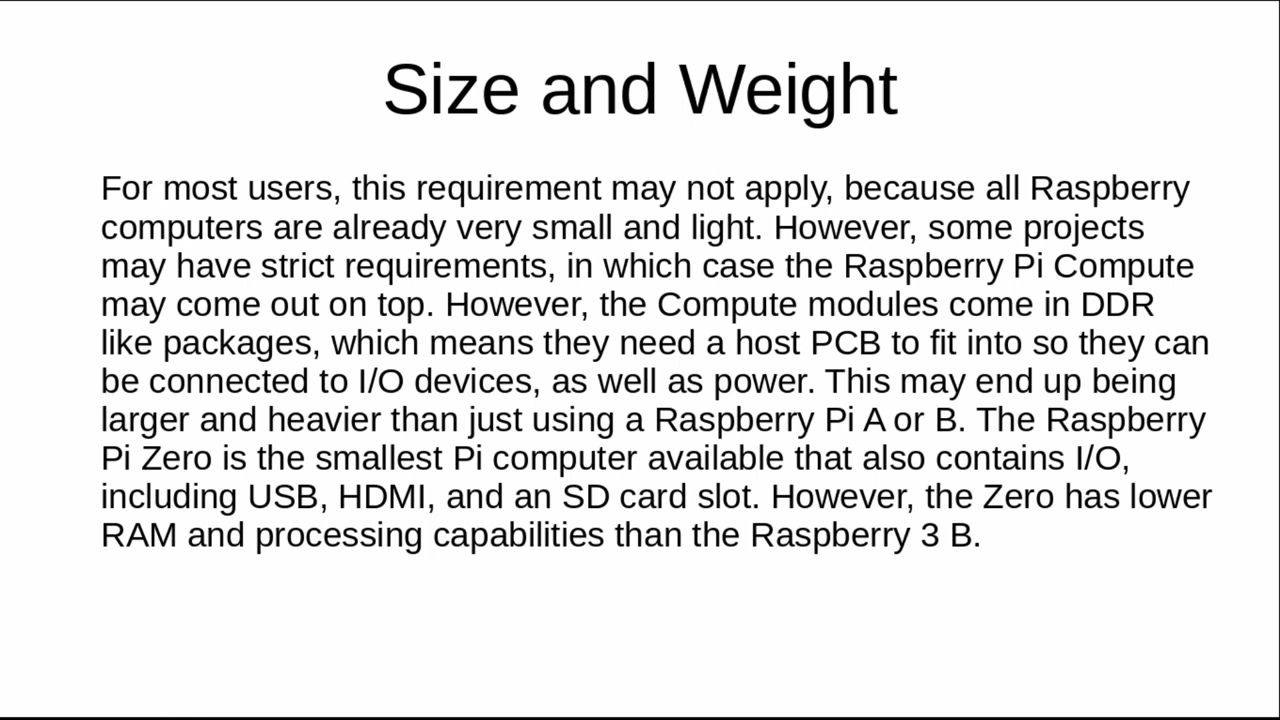 Size and Weight
For most users, this requirement may not apply, because all Raspberry
computers are already very small and light. However, some projects
may have strict requirements, in which case the Raspberry Pi Compute
may come out on top. However, the Compute modules come in DDR
like packages, which means they need a host PCB to fit into so they can
be connected to I/O devices, as well as power. This may end up being
larger and heavier than just using a Raspberry Pi A or B. The Raspberry
Pi Zero is the smallest Pi computer available that also contains I/O,
including USB, HDMI, and an SD card slot. However, the Zero has lower
RAM and processing capabilities than the Raspberry 3 B.